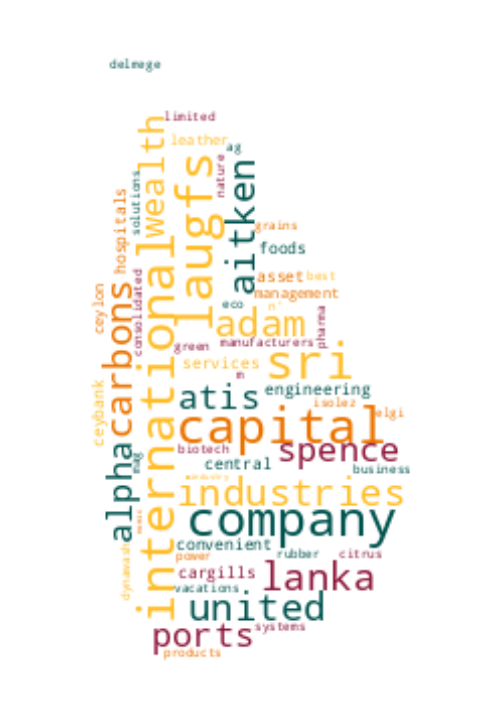 delmege
limited
leather
ag
wealth
laugfs
nature
aitken
solutions
hospitals
grains
foods
asset
best
management
consolidated
ceylon
carbons
international
eco
n'
adam
pharma
green
manufacturers
services
sri
m
atis
engineering
isolez
elgi
capital
ceybank
alpha
mag
biotech
spence
central
business
industry
industries
company
convenient
rubber
citrus
power
cargills
lanka
vacations
dynawash
united
ports
systems
products